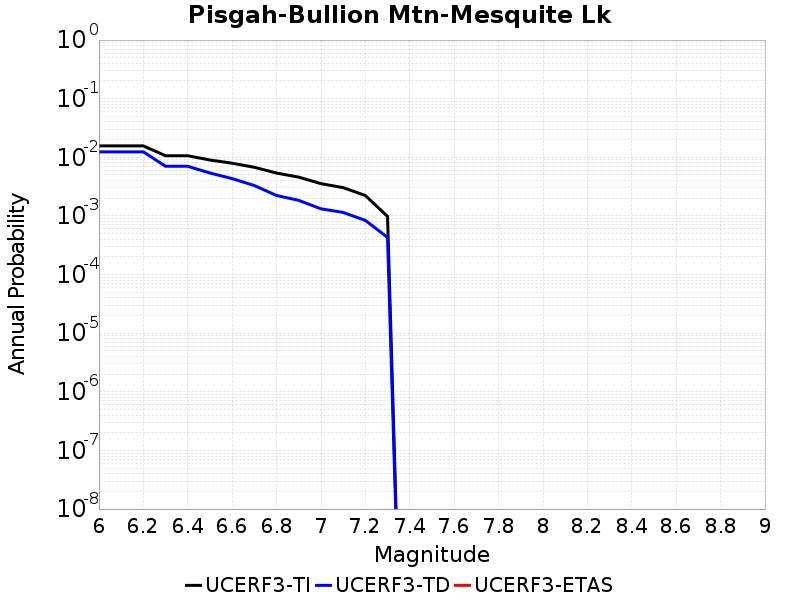 Pisgah-Bullion Mtn-Mesquite Lk
10^0
10^-1
10^-2
10^-3
10^-4
10^-5
10^-6
10^-7
10^-8
Annual Probability
6 6.2 6.4 6.6 6.8 7 7.2 7.4 7.6 7.8 8 8.2 8.4 8.6 8.8 9
Magnitude
UCERF3-TI UCERF3-TD UCERF3-ETAS